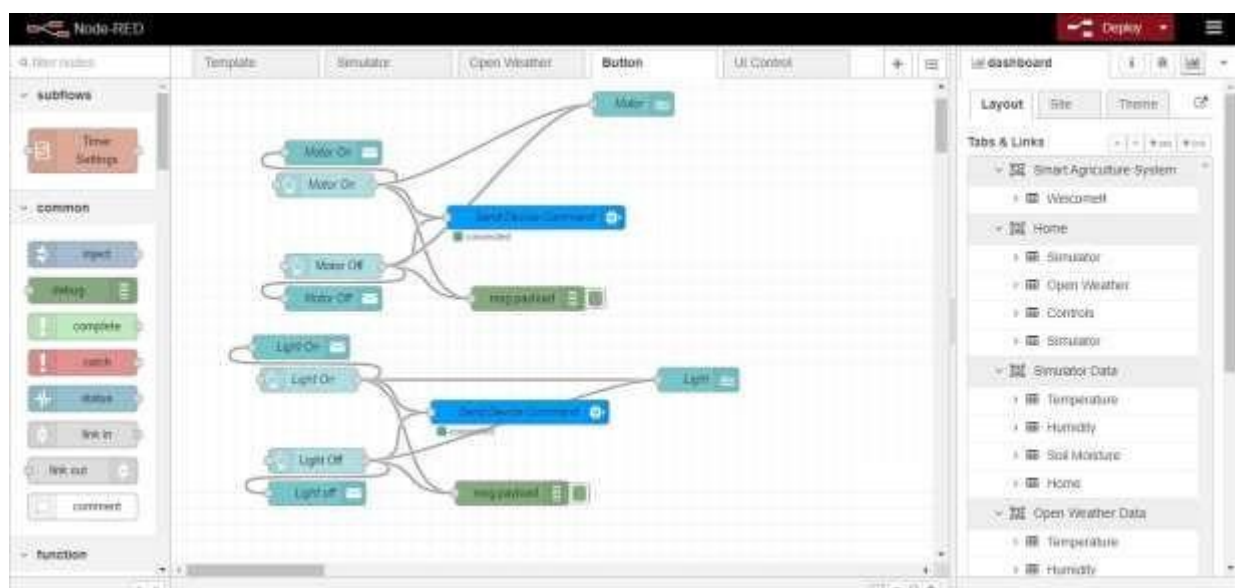 Node-RED
Deploy
filter nodes
Template
Simulator
Open Weather
Button
UI Control
dashboard
i
subflows
Timer
Settings
common
inject
debug
complete
catch
status
link in
link out
comment
function
Motor
Motor On
Motor On
Send Device Command
connected
Motor Off
Motor Off
msg.payload
Light On
Light On
Light
Send Device Command
connected
Light Off
Light off
msg.payload
Layout
Site
Theme
Tabs & Links
Smart Agriculture System
Welcome!!
Home
Simulator
Open Weather
Controls
Simulator
Simulator Data
Temperature
Humidity
Soil Moisture
Home
Open Weather Data
Temperature
Humidity